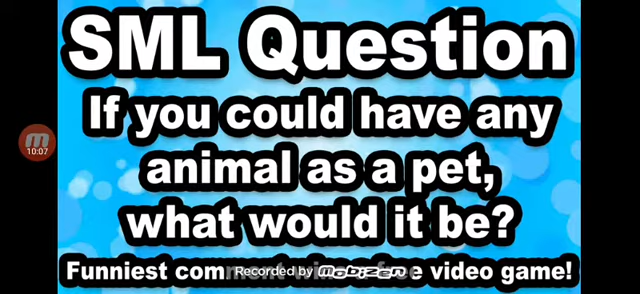 SML Question
If you could have any
10:07
animal as a pet,
what would it be?
Funniest com Recorded by mobizen e video game!